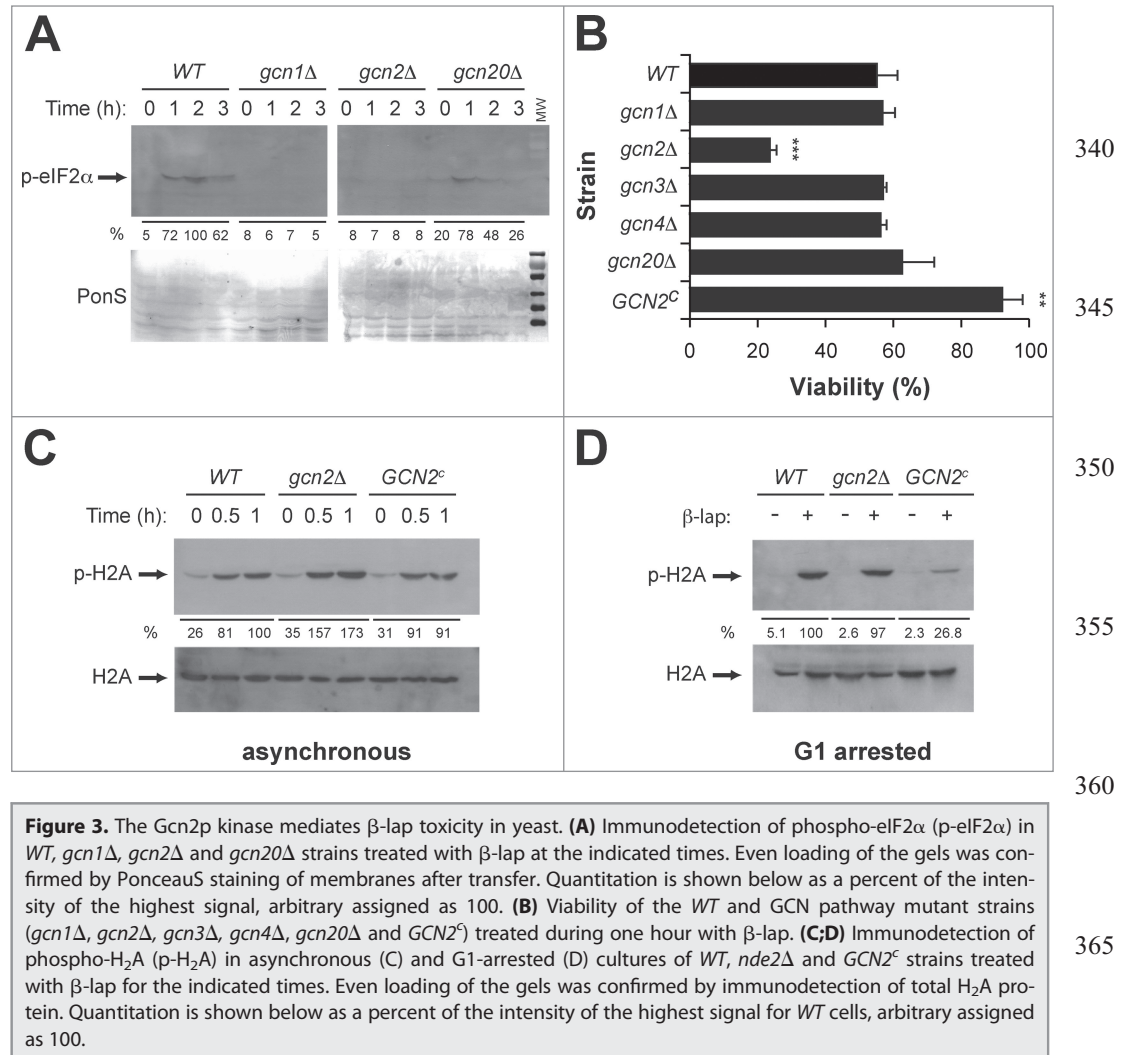 A
WT gcn1Δ gcn2Δ gcn20Δ
Time (h): 0 1 2 3 0 1 2 3 0 1 2 3 0 1 2 3 MW
p-eIF2α
% 5 72 100 62 8 6 7 5 8 7 8 8 20 78 48 26
PonS
B
Strain
WT
gcn1Δ
gcn2Δ ***
gcn3Δ
gcn4Δ
gcn20Δ
GCN2ᶜ **
0 20 40 60 80 100
Viability (%)
C
WT gcn2Δ GCN2ᶜ
Time (h): 0 0.5 1 0 0.5 1 0 0.5 1
p-H2A
% 26 81 100 35 157 173 31 91 91
H2A
asynchronous
D
WT gcn2Δ GCN2ᶜ
β-lap: - + - + - +
p-H2A
% 5.1 100 2.6 97 2.3 26.8
H2A
G1 arrested
340
345
350
355
360
365
Figure 3. The Gcn2p kinase mediates β-lap toxicity in yeast. (A) Immunodetection of phospho-eIF2α (p-eIF2α) in
WT, gcn1Δ, gcn2Δ and gcn20Δ strains treated with β-lap at the indicated times. Even loading of the gels was con-
firmed by PonceauS staining of membranes after transfer. Quantitation is shown below as a percent of the inten-
sity of the highest signal, arbitrary assigned as 100. (B) Viability of the WT and GCN pathway mutant strains
(gcn1Δ, gcn2Δ, gcn3Δ, gcn4Δ, gcn20Δ and GCN2ᶜ) treated during one hour with β-lap. (C;D) Immunodetection of
phospho-H₂A (p-H₂A) in asynchronous (C) and G1-arrested (D) cultures of WT, nde2Δ and GCN2ᶜ strains treated
with β-lap for the indicated times. Even loading of the gels was confirmed by immunodetection of total H₂A pro-
tein. Quantitation is shown below as a percent of the intensity of the highest signal for WT cells, arbitrary assigned
as 100.